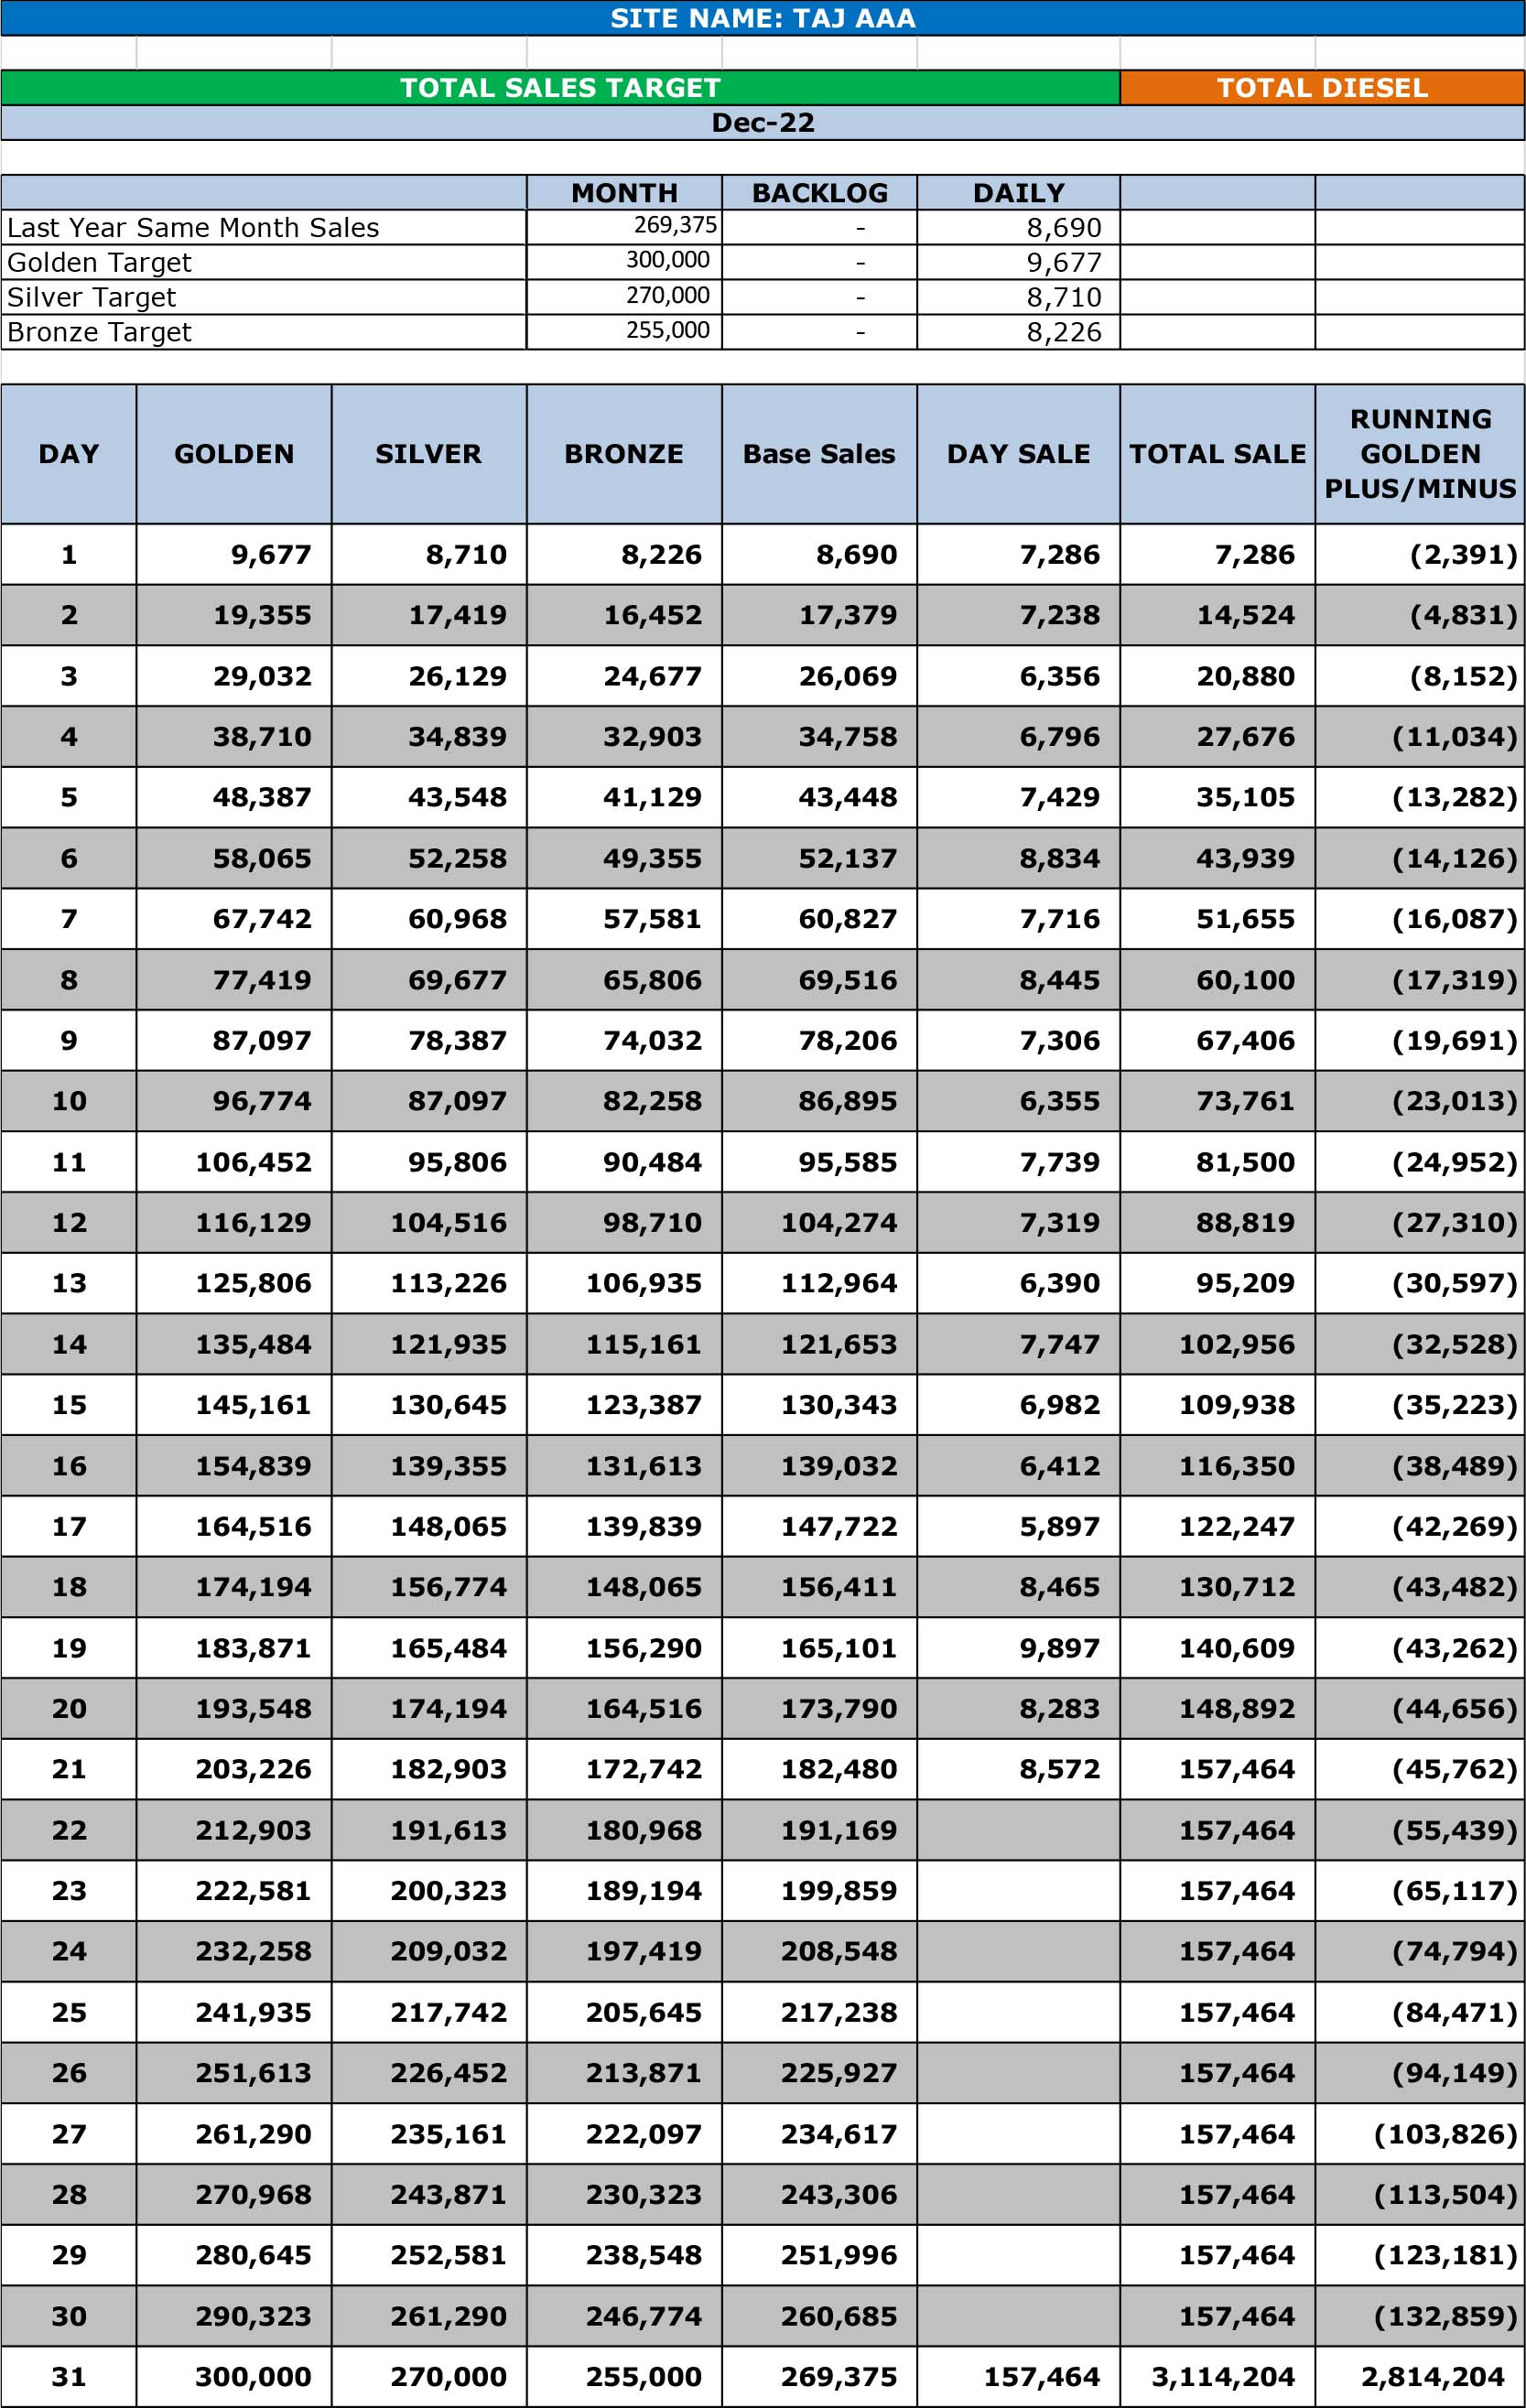 SITE NAME: TAJ AAA
TOTAL SALES TARGET TOTAL DIESEL
Dec-22
MONTH BACKLOG DAILY
Last Year Same Month Sales 269,375 - 8,690
Golden Target 300,000 - 9,677
Silver Target 270,000 - 8,710
Bronze Target 255,000 - 8,226
DAY GOLDEN SILVER BRONZE Base Sales DAY SALE TOTAL SALE RUNNING GOLDEN PLUS/MINUS
1 9,677 8,710 8,226 8,690 7,286 7,286 (2,391)
2 19,355 17,419 16,452 17,379 7,238 14,524 (4,831)
3 29,032 26,129 24,677 26,069 6,356 20,880 (8,152)
4 38,710 34,839 32,903 34,758 6,796 27,676 (11,034)
5 48,387 43,548 41,129 43,448 7,429 35,105 (13,282)
6 58,065 52,258 49,355 52,137 8,834 43,939 (14,126)
7 67,742 60,968 57,581 60,827 7,716 51,655 (16,087)
8 77,419 69,677 65,806 69,516 8,445 60,100 (17,319)
9 87,097 78,387 74,032 78,206 7,306 67,406 (19,691)
10 96,774 87,097 82,258 86,895 6,355 73,761 (23,013)
11 106,452 95,806 90,484 95,585 7,739 81,500 (24,952)
12 116,129 104,516 98,710 104,274 7,319 88,819 (27,310)
13 125,806 113,226 106,935 112,964 6,390 95,209 (30,597)
14 135,484 121,935 115,161 121,653 7,747 102,956 (32,528)
15 145,161 130,645 123,387 130,343 6,982 109,938 (35,223)
16 154,839 139,355 131,613 139,032 6,412 116,350 (38,489)
17 164,516 148,065 139,839 147,722 5,897 122,247 (42,269)
18 174,194 156,774 148,065 156,411 8,465 130,712 (43,482)
19 183,871 165,484 156,290 165,101 9,897 140,609 (43,262)
20 193,548 174,194 164,516 173,790 8,283 148,892 (44,656)
21 203,226 182,903 172,742 182,480 8,572 157,464 (45,762)
22 212,903 191,613 180,968 191,169 157,464 (55,439)
23 222,581 200,323 189,194 199,859 157,464 (65,117)
24 232,258 209,032 197,419 208,548 157,464 (74,794)
25 241,935 217,742 205,645 217,238 157,464 (84,471)
26 251,613 226,452 213,871 225,927 157,464 (94,149)
27 261,290 235,161 222,097 234,617 157,464 (103,826)
28 270,968 243,871 230,323 243,306 157,464 (113,504)
29 280,645 252,581 238,548 251,996 157,464 (123,181)
30 290,323 261,290 246,774 260,685 157,464 (132,859)
31 300,000 270,000 255,000 269,375 157,464 3,114,204 2,814,204